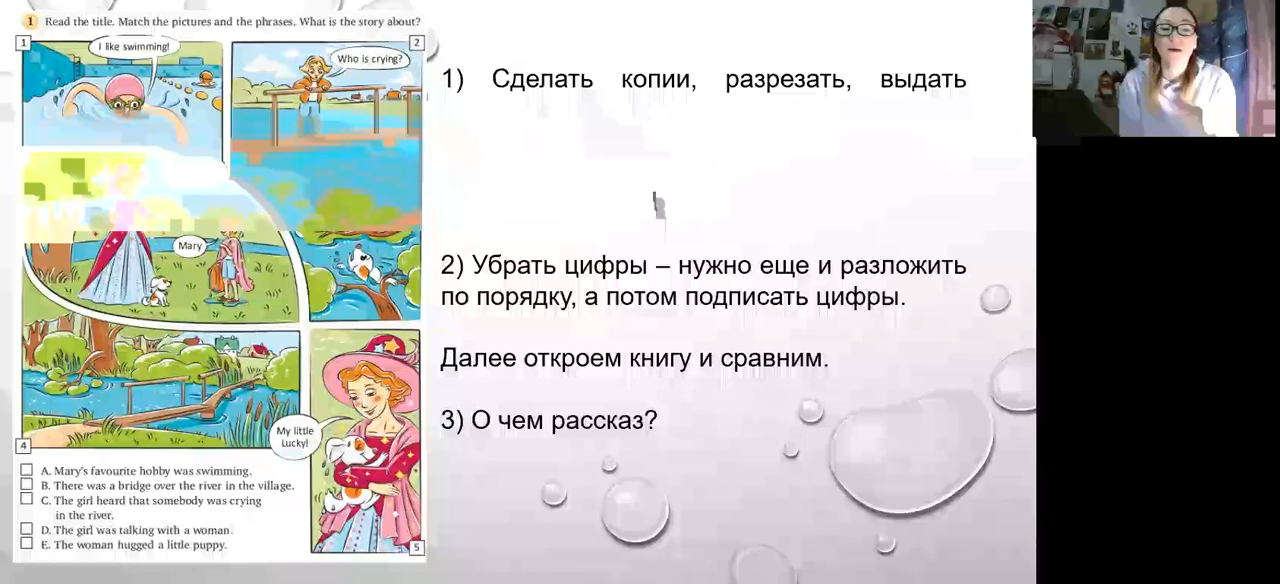 1 Read the title. Match the pictures and the phrases. What is the story about?
1
I like swimming!
2
Who is crying?
Mary
4
My little
Lucky!
5
A. Mary's favourite hobby was swimming.
B. There was a bridge over the river in the village.
C. The girl heard that somebody was crying
in the river.
D. The girl was talking with a woman.
E. The woman hugged a little puppy.
1) Сделать копии, разрезать, выдать
2) Убрать цифры – нужно еще и разложить
по порядку, а потом подписать цифры.
Далее откроем книгу и сравним.
3) О чем рассказ?